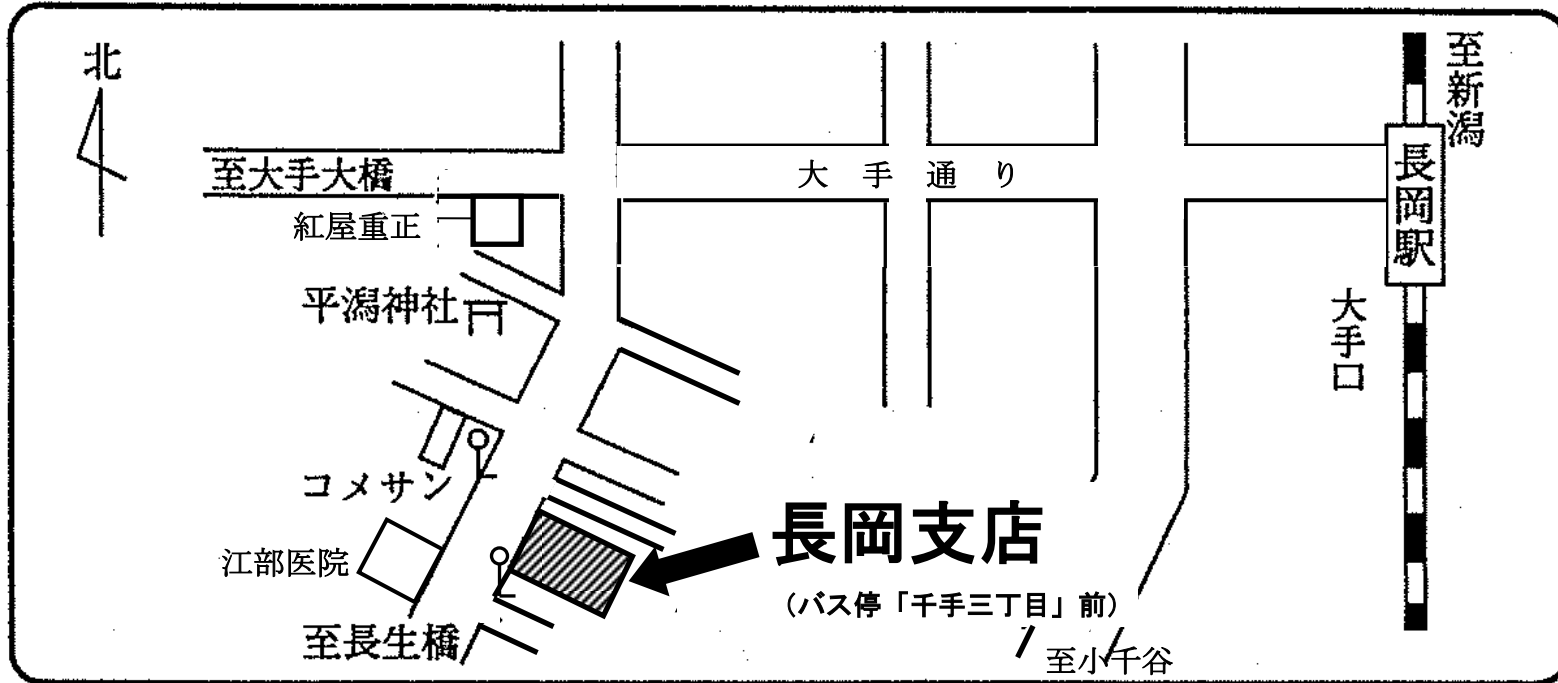 北
至新潟
長岡駅
大手口
至大手大橋
大手通り
紅屋重正
平潟神社
コメサン
江部医院
長岡支店
（バス停「千手三丁目」前）
至長生橋
至小千谷